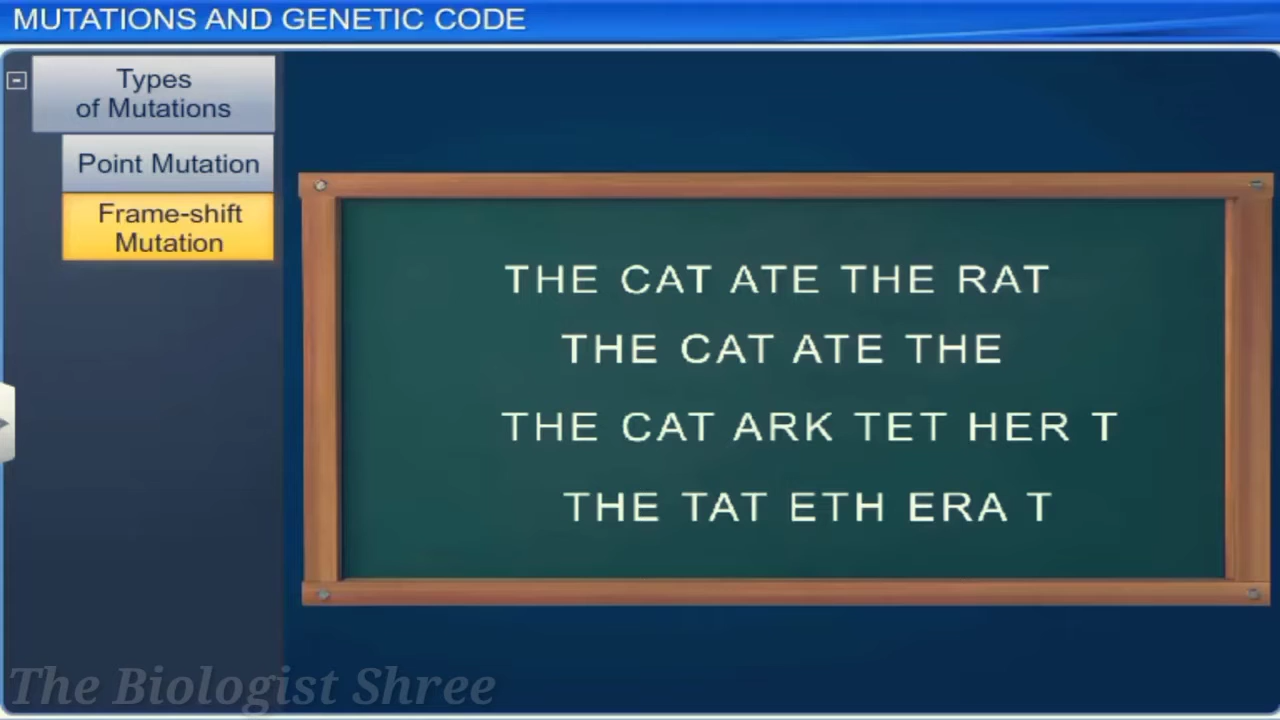 MUTATIONS AND GENETIC CODE
Types
of Mutations
Point Mutation
Frame-shift
Mutation
THE CAT ATE THE RAT
THE CAT ATE THE
THE CAT ARK TET HER T
THE TAT ETH ERA T
The Biologist Shree